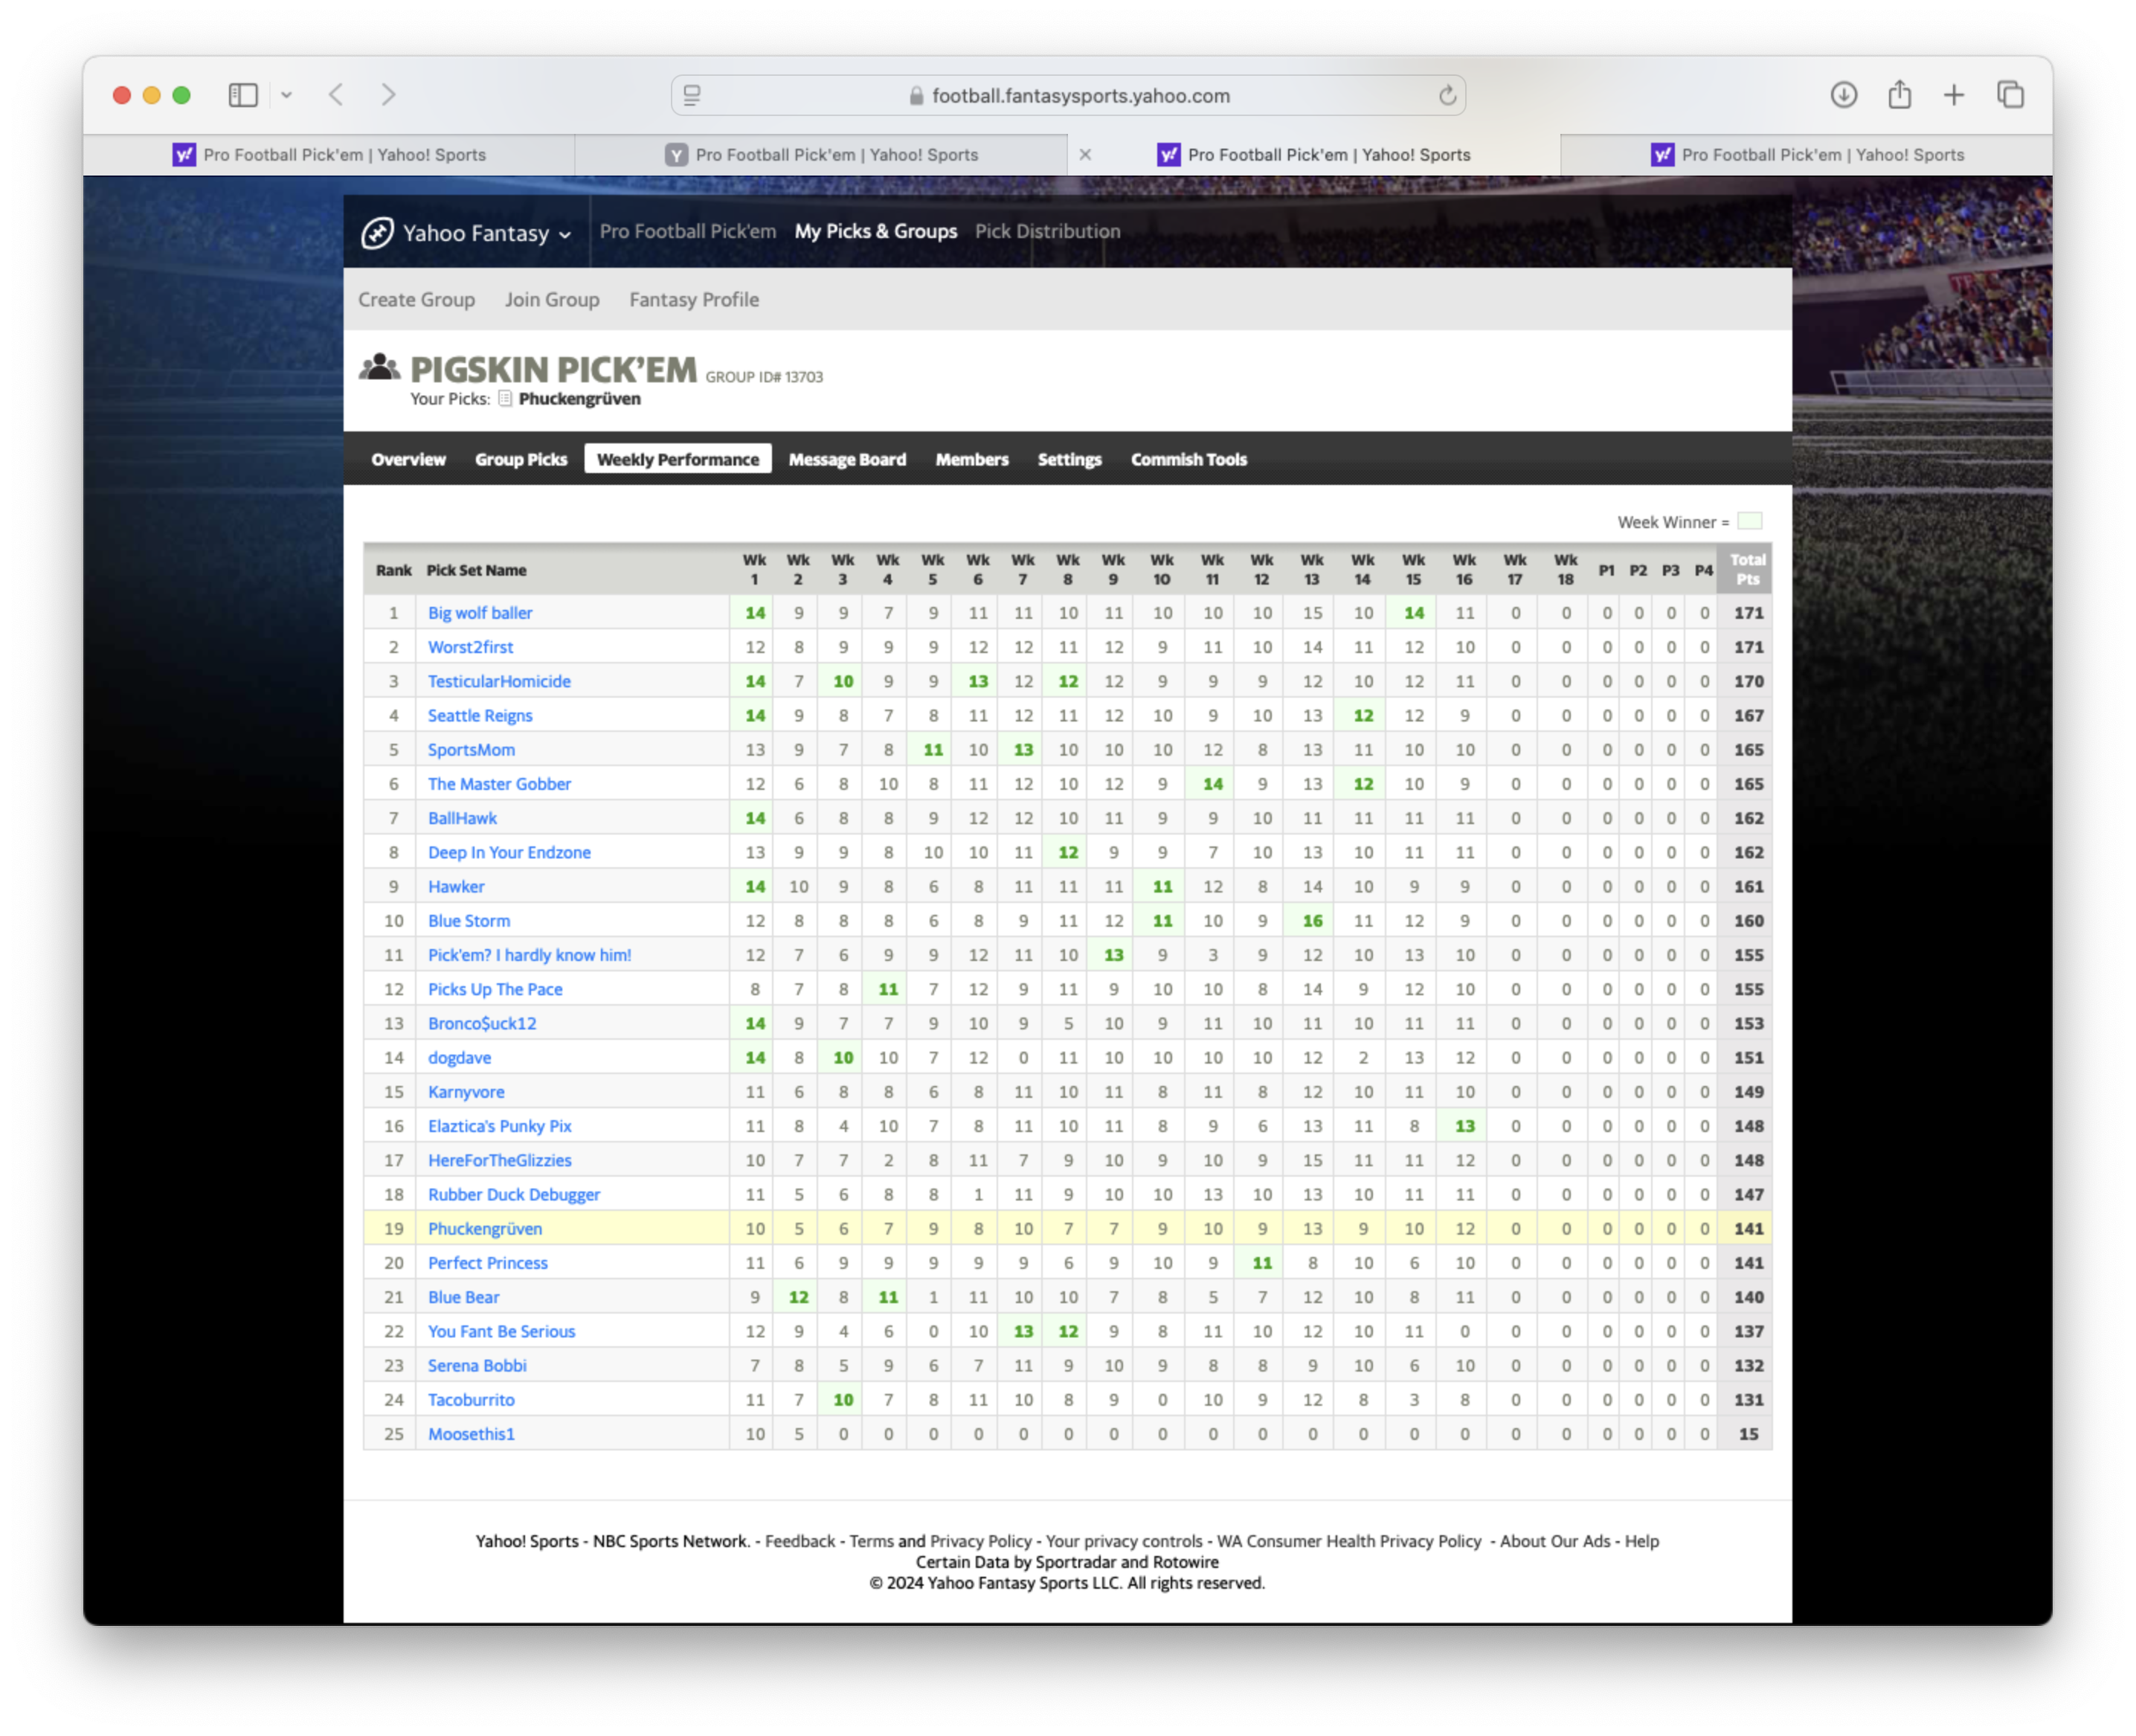 football.fantasysports.yahoo.com
y! Pro Football Pick'em | Yahoo! Sports
Y Pro Football Pick'em | Yahoo! Sports
y! Pro Football Pick'em | Yahoo! Sports
y! Pro Football Pick'em | Yahoo! Sports
Yahoo Fantasy Pro Football Pick'em My Picks & Groups Pick Distribution
Create Group Join Group Fantasy Profile
PIGSKIN PICK'EM GROUP ID# 13703
Your Picks: Phuckengrüven
Overview Group Picks Weekly Performance Message Board Members Settings Commish Tools
Week Winner =
Rank Pick Set Name Wk 1 Wk 2 Wk 3 Wk 4 Wk 5 Wk 6 Wk 7 Wk 8 Wk 9 Wk 10 Wk 11 Wk 12 Wk 13 Wk 14 Wk 15 Wk 16 Wk 17 Wk 18 P1 P2 P3 P4 Total Pts
1 Big wolf baller 14 9 9 7 9 11 11 10 11 10 10 10 15 10 14 11 0 0 0 0 0 0 171
2 Worst2first 12 8 9 9 9 12 12 11 12 9 11 10 14 11 12 10 0 0 0 0 0 0 171
3 TesticularHomicide 14 7 10 9 9 13 12 12 12 9 9 9 12 10 12 11 0 0 0 0 0 0 170
4 Seattle Reigns 14 9 8 7 8 11 12 11 12 10 9 10 13 12 12 9 0 0 0 0 0 0 167
5 SportsMom 13 9 7 8 11 10 13 10 10 10 12 8 13 11 10 10 0 0 0 0 0 0 165
6 The Master Gobber 12 6 8 10 8 11 12 10 12 9 14 9 13 12 10 9 0 0 0 0 0 0 165
7 BallHawk 14 6 8 8 9 12 12 10 11 9 9 10 11 11 11 11 0 0 0 0 0 0 162
8 Deep In Your Endzone 13 9 9 8 10 10 11 12 9 9 7 10 13 10 11 11 0 0 0 0 0 0 162
9 Hawker 14 10 9 8 6 8 11 11 11 11 12 8 14 10 9 9 0 0 0 0 0 0 161
10 Blue Storm 12 8 8 8 6 8 9 11 12 11 10 9 16 11 12 9 0 0 0 0 0 0 160
11 Pick'em? I hardly know him! 12 7 6 9 9 12 11 10 13 9 3 9 12 10 13 10 0 0 0 0 0 0 155
12 Picks Up The Pace 8 7 8 11 7 12 9 11 9 10 10 8 14 9 12 10 0 0 0 0 0 0 155
13 Bronco$uck12 14 9 7 7 9 10 9 5 10 9 11 10 11 10 11 11 0 0 0 0 0 0 153
14 dogdave 14 8 10 10 7 12 0 11 10 10 10 10 12 2 13 12 0 0 0 0 0 0 151
15 Karnyvore 11 6 8 8 6 8 11 10 11 8 11 8 12 10 11 10 0 0 0 0 0 0 149
16 Elaztica's Punky Pix 11 8 4 10 7 8 11 10 11 8 9 6 13 11 8 13 0 0 0 0 0 0 148
17 HereForTheGlizzies 10 7 7 2 8 11 7 9 10 9 10 9 15 11 11 12 0 0 0 0 0 0 148
18 Rubber Duck Debugger 11 5 6 8 8 1 11 9 10 10 13 10 13 10 11 11 0 0 0 0 0 0 147
19 Phuckengrüven 10 5 6 7 9 8 10 7 7 9 10 9 13 9 10 12 0 0 0 0 0 0 141
20 Perfect Princess 11 6 9 9 9 9 9 6 9 10 9 11 8 10 6 10 0 0 0 0 0 0 141
21 Blue Bear 9 12 8 11 1 11 10 10 7 8 5 7 12 10 8 11 0 0 0 0 0 0 140
22 You Fant Be Serious 12 9 4 6 0 10 13 12 9 8 11 10 12 10 11 0 0 0 0 0 0 0 137
23 Serena Bobbi 7 8 5 9 6 7 11 9 10 9 8 8 9 10 6 10 0 0 0 0 0 0 132
24 Tacoburrito 11 7 10 7 8 11 10 8 9 0 10 9 12 8 3 8 0 0 0 0 0 0 131
25 Moosethis1 10 5 0 0 0 0 0 0 0 0 0 0 0 0 0 0 0 0 0 0 0 0 15
Yahoo! Sports - NBC Sports Network. - Feedback - Terms and Privacy Policy - Your privacy controls - WA Consumer Health Privacy Policy - About Our Ads - Help
Certain Data by Sportradar and Rotowire
© 2024 Yahoo Fantasy Sports LLC. All rights reserved.